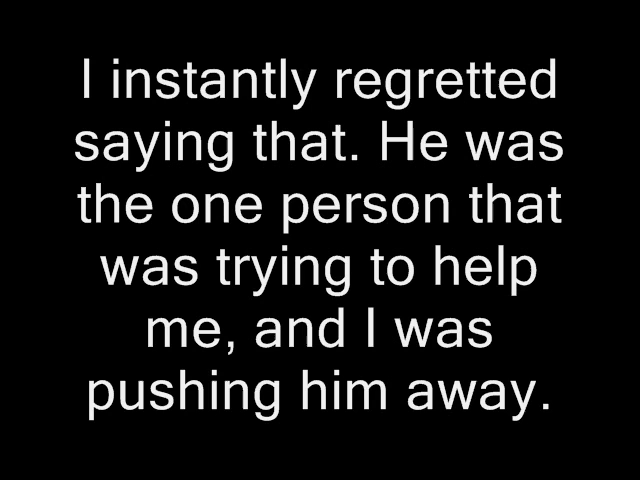 I instantly regretted
saying that. He was
the one person that
was trying to help
me, and I was
pushing him away.